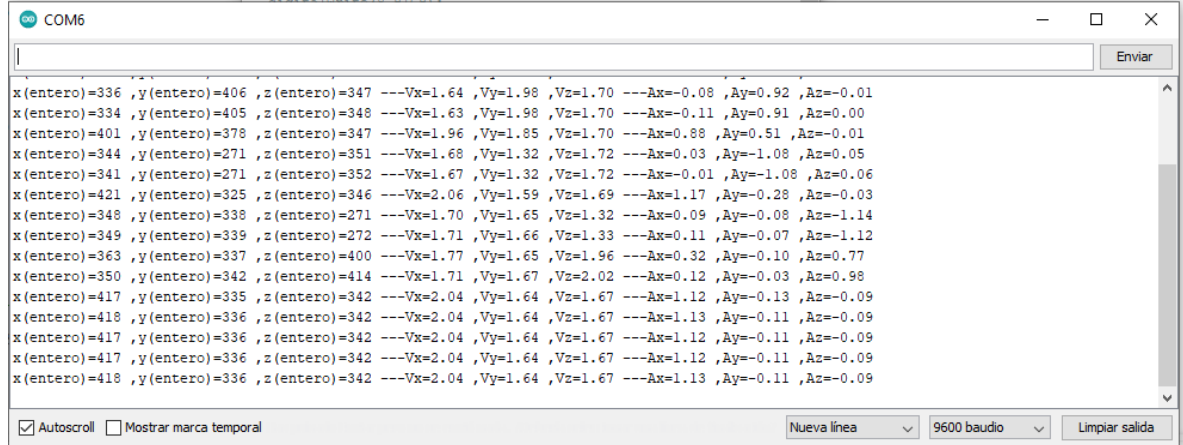 COM6
Enviar
x(entero)=336 ,y(entero)=406 ,z(entero)=347 ---Vx=1.64 ,Vy=1.98 ,Vz=1.70 ---Ax=-0.08 ,Ay=0.92 ,Az=-0.01
x(entero)=334 ,y(entero)=405 ,z(entero)=348 ---Vx=1.63 ,Vy=1.98 ,Vz=1.70 ---Ax=-0.11 ,Ay=0.91 ,Az=0.00
x(entero)=401 ,y(entero)=378 ,z(entero)=347 ---Vx=1.96 ,Vy=1.85 ,Vz=1.70 ---Ax=0.88 ,Ay=0.51 ,Az=-0.01
x(entero)=344 ,y(entero)=271 ,z(entero)=351 ---Vx=1.68 ,Vy=1.32 ,Vz=1.72 ---Ax=0.03 ,Ay=-1.08 ,Az=0.05
x(entero)=341 ,y(entero)=271 ,z(entero)=352 ---Vx=1.67 ,Vy=1.32 ,Vz=1.72 ---Ax=-0.01 ,Ay=-1.08 ,Az=0.06
x(entero)=421 ,y(entero)=325 ,z(entero)=346 ---Vx=2.06 ,Vy=1.59 ,Vz=1.69 ---Ax=1.17 ,Ay=-0.28 ,Az=-0.03
x(entero)=348 ,y(entero)=338 ,z(entero)=271 ---Vx=1.70 ,Vy=1.65 ,Vz=1.32 ---Ax=0.09 ,Ay=-0.08 ,Az=-1.14
x(entero)=349 ,y(entero)=339 ,z(entero)=272 ---Vx=1.71 ,Vy=1.66 ,Vz=1.33 ---Ax=0.11 ,Ay=-0.07 ,Az=-1.12
x(entero)=363 ,y(entero)=337 ,z(entero)=400 ---Vx=1.77 ,Vy=1.65 ,Vz=1.96 ---Ax=0.32 ,Ay=-0.10 ,Az=0.77
x(entero)=350 ,y(entero)=342 ,z(entero)=414 ---Vx=1.71 ,Vy=1.67 ,Vz=2.02 ---Ax=0.12 ,Ay=-0.03 ,Az=0.98
x(entero)=417 ,y(entero)=335 ,z(entero)=342 ---Vx=2.04 ,Vy=1.64 ,Vz=1.67 ---Ax=1.12 ,Ay=-0.13 ,Az=-0.09
x(entero)=418 ,y(entero)=336 ,z(entero)=342 ---Vx=2.04 ,Vy=1.64 ,Vz=1.67 ---Ax=1.13 ,Ay=-0.11 ,Az=-0.09
x(entero)=417 ,y(entero)=336 ,z(entero)=342 ---Vx=2.04 ,Vy=1.64 ,Vz=1.67 ---Ax=1.12 ,Ay=-0.11 ,Az=-0.09
x(entero)=417 ,y(entero)=336 ,z(entero)=342 ---Vx=2.04 ,Vy=1.64 ,Vz=1.67 ---Ax=1.12 ,Ay=-0.11 ,Az=-0.09
x(entero)=418 ,y(entero)=336 ,z(entero)=342 ---Vx=2.04 ,Vy=1.64 ,Vz=1.67 ---Ax=1.13 ,Ay=-0.11 ,Az=-0.09
Autoscroll Mostrar marca temporal Nueva línea 9600 baudio Limpiar salida